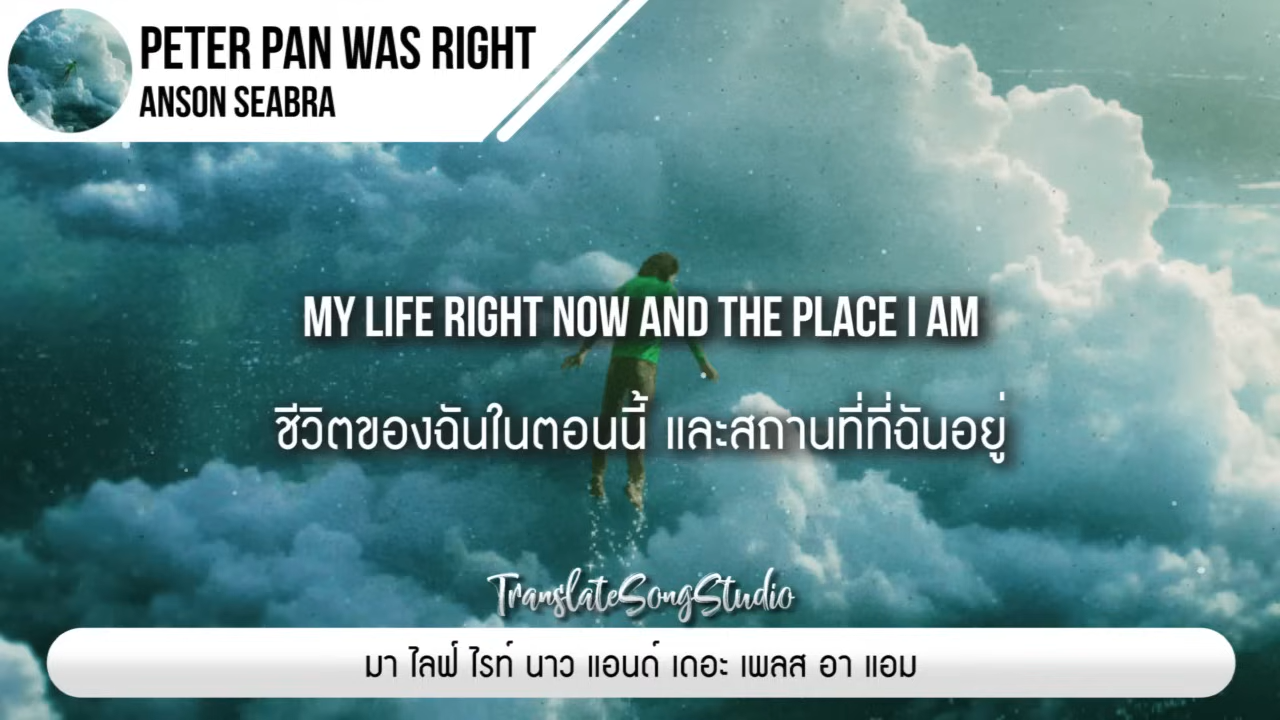 PETER PAN WAS RIGHT
ANSON SEABRA
MY LIFE RIGHT NOW AND THE PLACE I AM
ชีวิตของฉันในตอนนี้ และสถานที่ที่ฉันอยู่
TranslateSongStudio
มา ไลฟ์ ไรท์ นาว แอนด์ เดอะ เพลส อา แอม